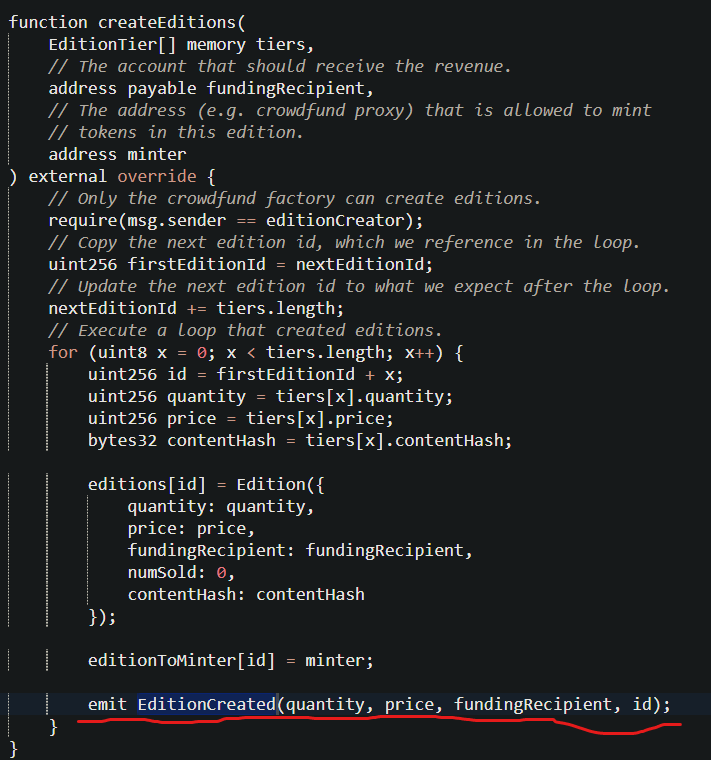 function createEditions(
EditionTier[] memory tiers,
// The account that should receive the revenue.
address payable fundingRecipient,
// The address (e.g. crowdfund proxy) that is allowed to mint
// tokens in this edition.
address minter
) external override {
// Only the crowdfund factory can create editions.
require(msg.sender == editionCreator);
// Copy the next edition id, which we reference in the loop.
uint256 firstEditionId = nextEditionId;
// Update the next edition id to what we expect after the loop.
nextEditionId += tiers.length;
// Execute a loop that created editions.
for (uint8 x = 0; x < tiers.length; x++) {
uint256 id = firstEditionId + x;
uint256 quantity = tiers[x].quantity;
uint256 price = tiers[x].price;
bytes32 contentHash = tiers[x].contentHash;
editions[id] = Edition({
quantity: quantity,
price: price,
fundingRecipient: fundingRecipient,
numSold: 0,
contentHash: contentHash
});
editionToMinter[id] = minter;
emit EditionCreated(quantity, price, fundingRecipient, id);
}
}